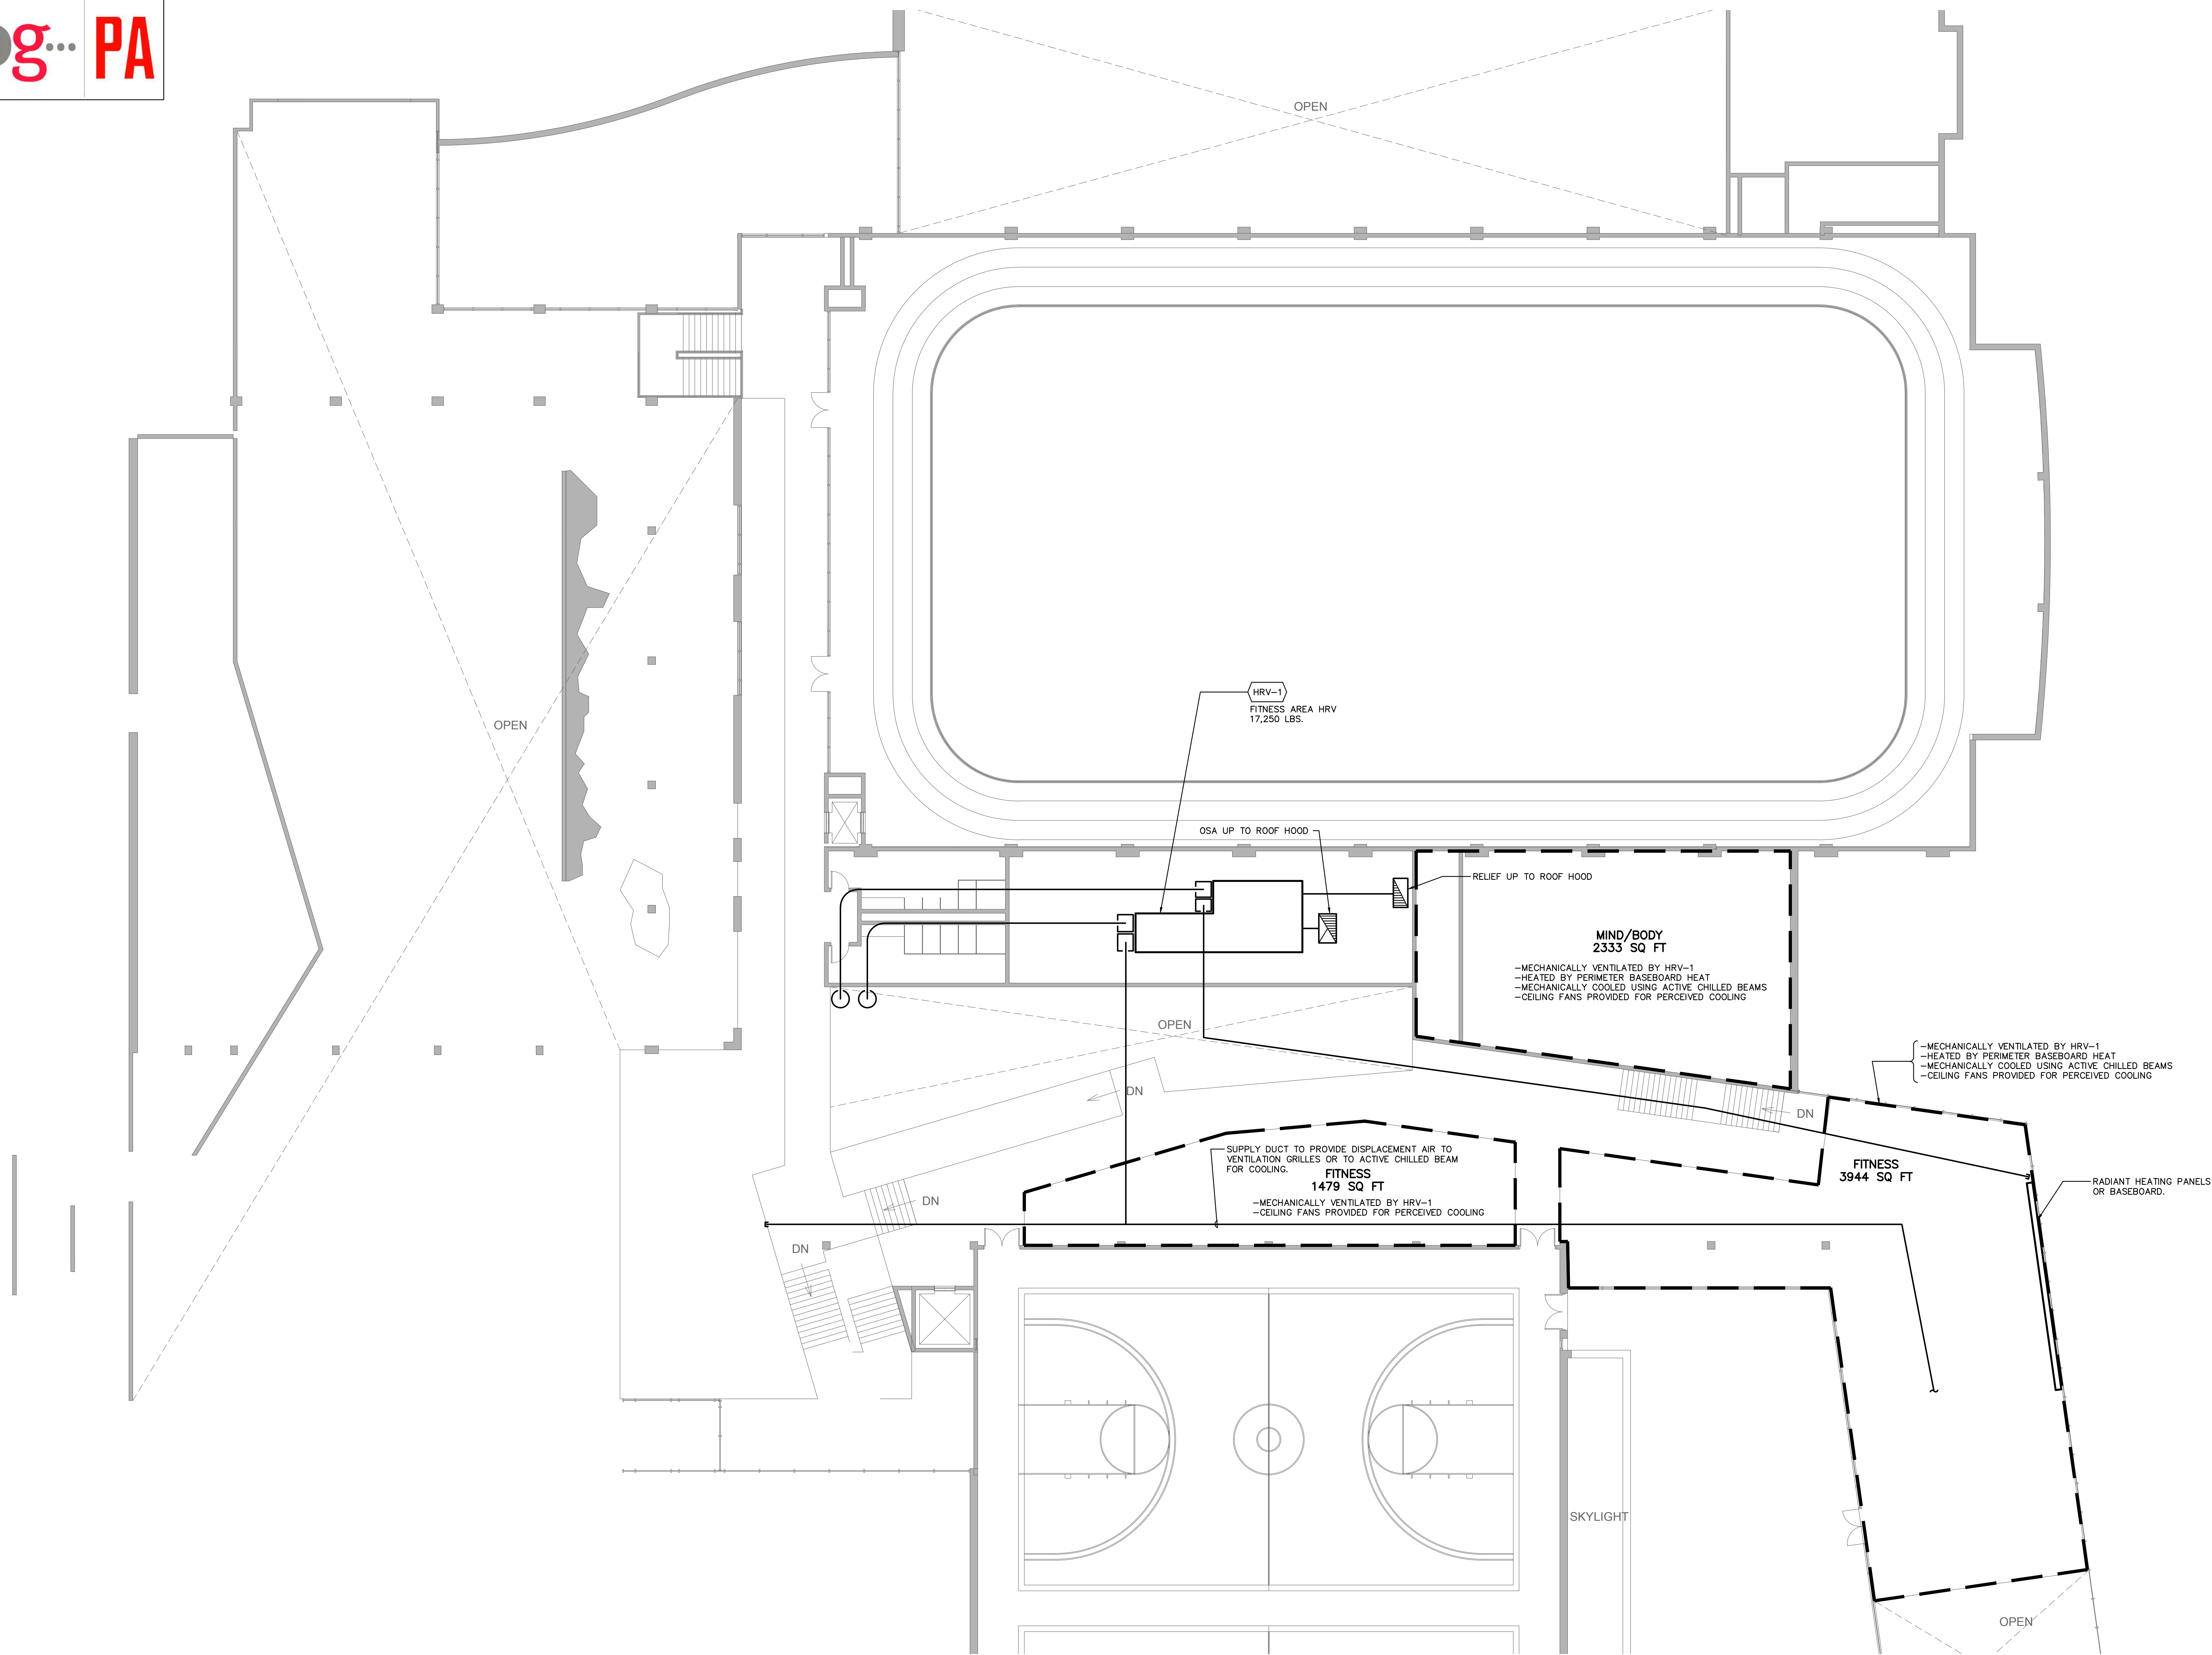 g... PA
OPEN
OPEN
HRV-1
FITNESS AREA HRV
17,250 LBS.
OSA UP TO ROOF HOOD
RELIEF UP TO ROOF HOOD
MIND/BODY
2333 SQ FT
-MECHANICALLY VENTILATED BY HRV-1
-HEATED BY PERIMETER BASEBOARD HEAT
-MECHANICALLY COOLED USING ACTIVE CHILLED BEAMS
-CEILING FANS PROVIDED FOR PERCEIVED COOLING
OPEN
-MECHANICALLY VENTILATED BY HRV-1
-HEATED BY PERIMETER BASEBOARD HEAT
-MECHANICALLY COOLED USING ACTIVE CHILLED BEAMS
-CEILING FANS PROVIDED FOR PERCEIVED COOLING
DN
DN
SUPPLY DUCT TO PROVIDE DISPLACEMENT AIR TO
VENTILATION GRILLES OR TO ACTIVE CHILLED BEAM
FOR COOLING.
FITNESS
1479 SQ FT
-MECHANICALLY VENTILATED BY HRV-1
-CEILING FANS PROVIDED FOR PERCEIVED COOLING
FITNESS
3944 SQ FT
RADIANT HEATING PANELS
OR BASEBOARD.
DN
DN
SKYLIGHT
OPEN